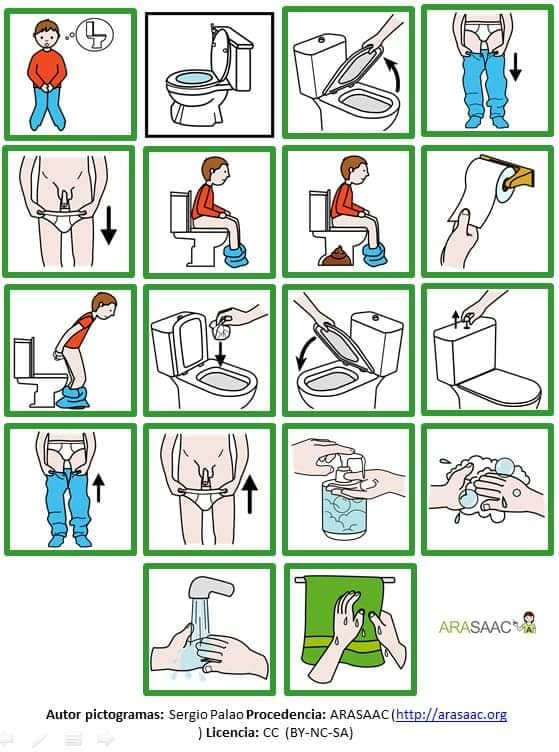 ARASAAC
Autor pictogramas: Sergio Palao Procedencia: ARASAAC (http://arasaac.org
) Licencia: CC (BY-NC-SA)